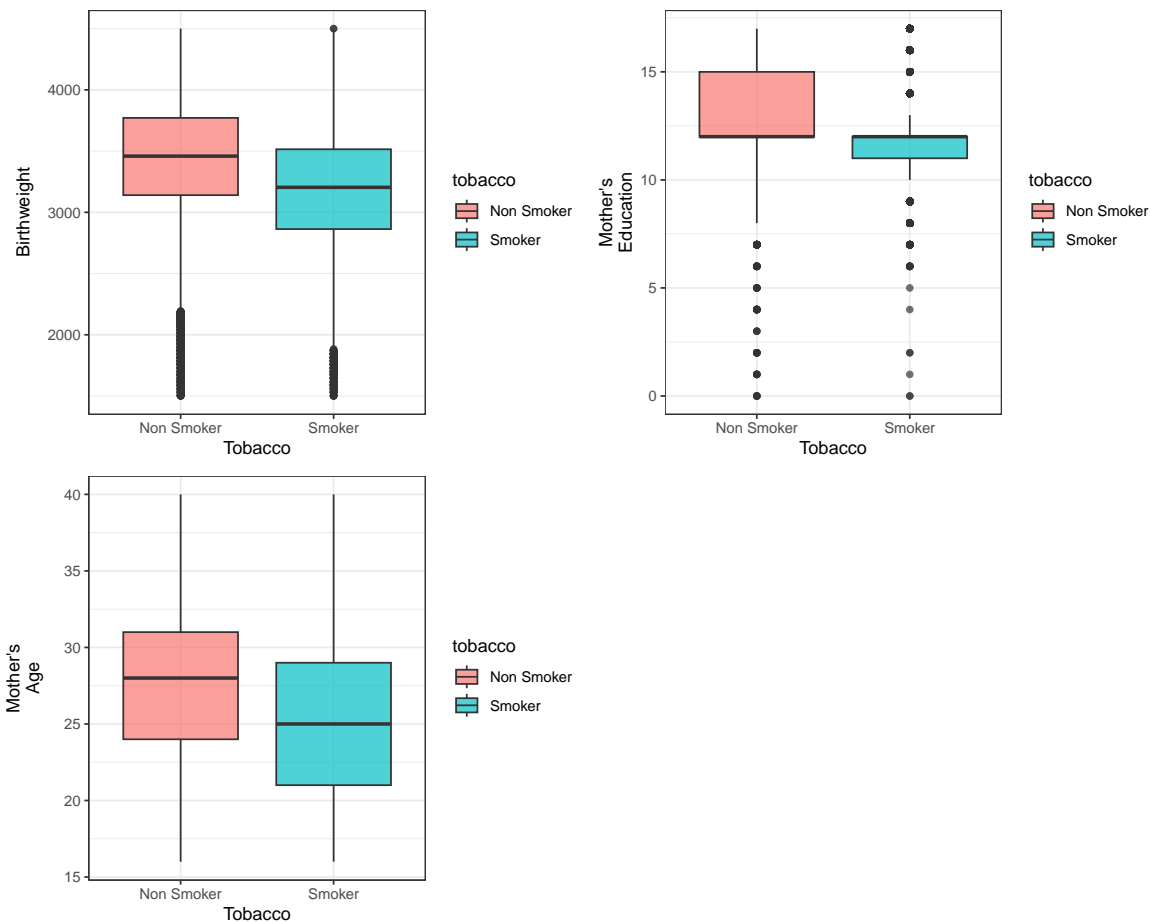 4000
3000
2000
Birthweight
Non Smoker
Smoker
Tobacco
tobacco
Non Smoker
Smoker
15
10
5
0
Mother's
Education
Non Smoker
Smoker
Tobacco
tobacco
Non Smoker
Smoker
40
35
30
25
20
15
Mother's
Age
Non Smoker
Smoker
Tobacco
tobacco
Non Smoker
Smoker